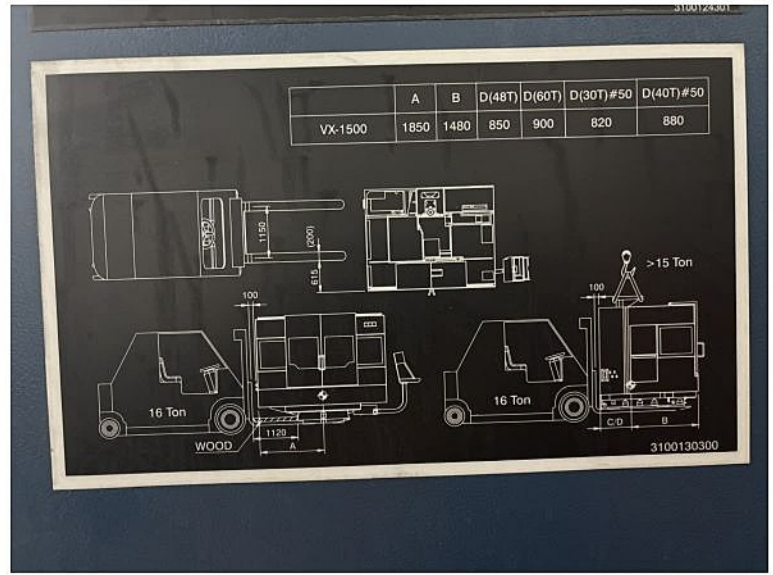 3100124301
A B D(48T) D(60T) D(30T)#50 D(40T)#50
VX-1500 1850 1480 850 900 820 880
1150
(200)
615
>15 Ton
100
100
16 Ton
16 Ton
WOOD
1120
A
C/D
B
3100130300